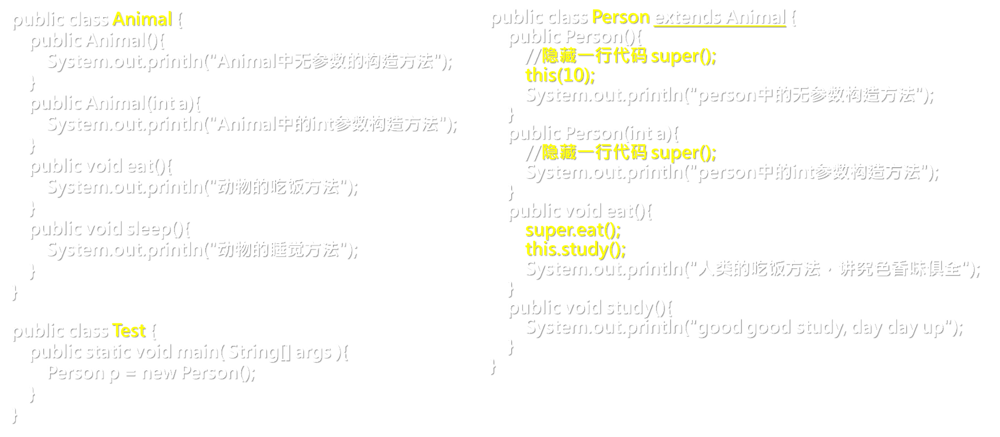 public class Animal {
public Animal(){
System.out.println("Animal中无参数的构造方法");
}
public Animal(int a){
System.out.println("Animal中的int参数构造方法");
}
public void eat(){
System.out.println("动物的吃饭方法");
}
public void sleep(){
System.out.println("动物的睡觉方法");
}
}
public class Test {
public static void main( String[] args ){
Person p = new Person();
}
}
public class Person extends Animal {
public Person(){
//隐藏一行代码 super();
this(10);
System.out.println("person中的无参数构造方法");
}
public Person(int a){
//隐藏一行代码 super();
System.out.println("person中的int参数构造方法");
}
public void eat(){
super.eat();
this.study();
System.out.println("人类的吃饭方法，讲究色香味俱全");
}
public void study(){
System.out.println("good good study, day day up");
}
}